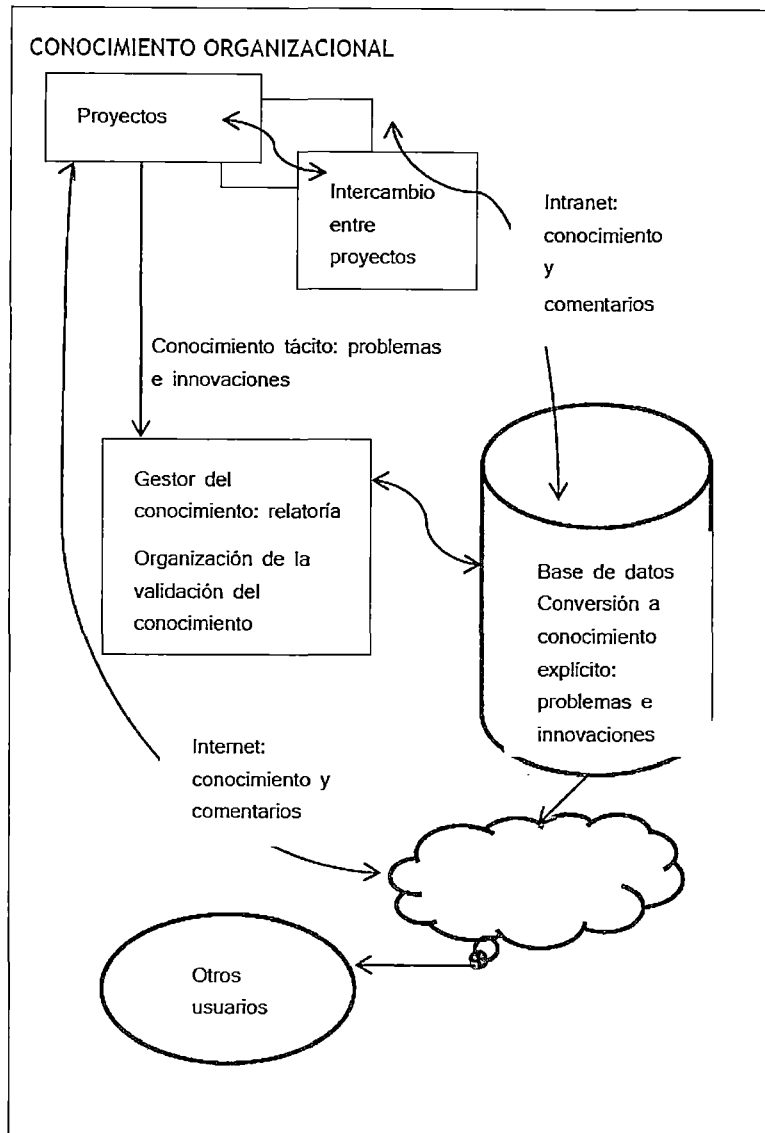 CONOCIMIENTO ORGANIZACIONAL
Proyectos
Intercambio
entre
proyectos
Intranet:
conocimiento
y
comentarios
Conocimiento tácito: problemas
e innovaciones
Gestor del
conocimiento: relatoría
Organización de la
validación del
conocimiento
Base de datos
Conversión a
conocimiento
explícito:
problemas e
innovaciones
Internet:
conocimiento y
comentarios
Otros
usuarios